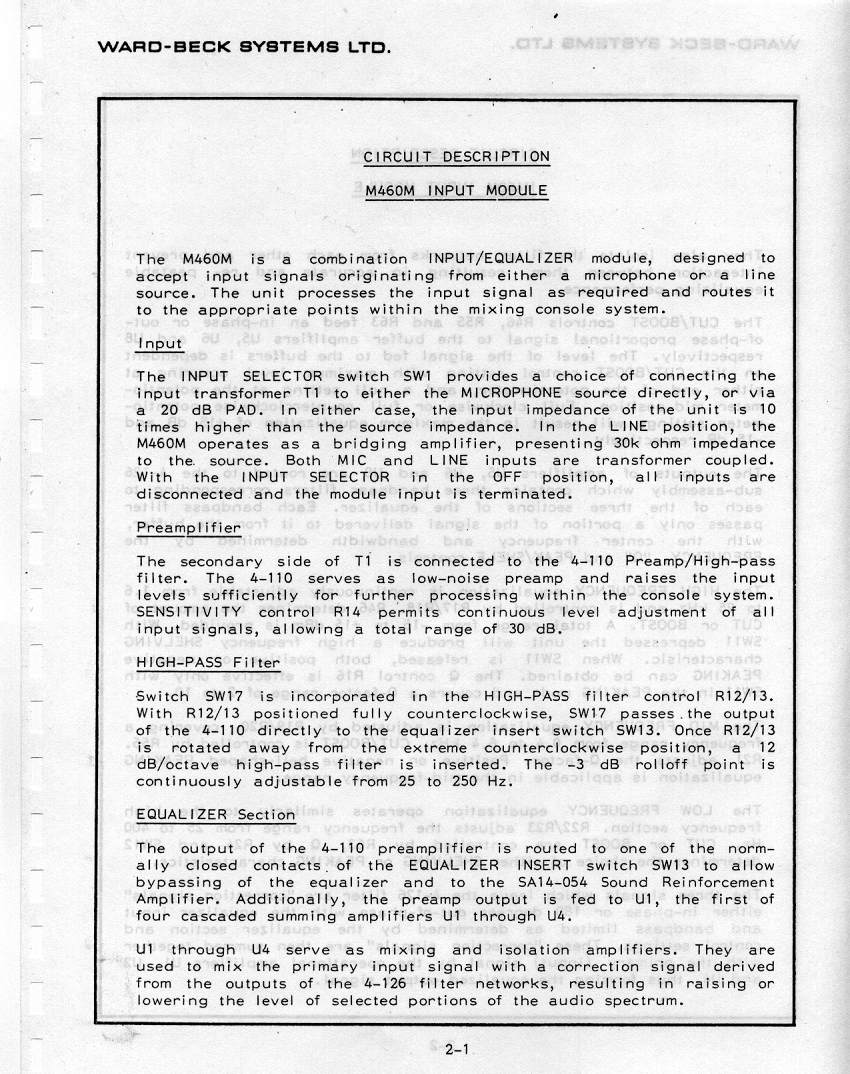 WARD-BECK SYSTEMS LTD.
CIRCUIT DESCRIPTION
M460M INPUT MODULE
The M460M is a combination INPUT/EQUALIZER module, designed to
accept input signals originating from either a microphone or a line
source. The unit processes the input signal as required and routes it
to the appropriate points within the mixing console system.
Input
The INPUT SELECTOR switch SW1 provides a choice of connecting the
input transformer T1 to either the MICROPHONE source directly, or via
a 20 dB PAD. In either case, the input impedance of the unit is 10
times higher than the source impedance. In the LINE position, the
M460M operates as a bridging amplifier, presenting 30k ohm impedance
to the source. Both MIC and LINE inputs are transformer coupled.
With the INPUT SELECTOR in the OFF position, all inputs are
disconnected and the module input is terminated.
Preamplifier
The secondary side of T1 is connected to the 4-110 Preamp/High-pass
filter. The 4-110 serves as low-noise preamp and raises the input
levels sufficiently for further processing within the console system.
SENSITIVITY control R14 permits continuous level adjustment of all
input signals, allowing a total range of 30 dB.
HIGH-PASS Filter
Switch SW17 is incorporated in the HIGH-PASS filter control R12/13.
With R12/13 positioned fully counterclockwise, SW17 passes the output
of the 4-110 directly to the equalizer insert switch SW13. Once R12/13
is rotated away from the extreme counterclockwise position, a 12
dB/octave high-pass filter is inserted. The -3 dB rolloff point is
continuously adjustable from 25 to 250 Hz.
EQUALIZER Section
The output of the 4-110 preamplifier is routed to one of the norm-
ally closed contacts of the EQUALIZER INSERT switch SW13 to allow
bypassing of the equalizer and to the SA14-054 Sound Reinforcement
Amplifier. Additionally, the preamp output is fed to U1, the first of
four cascaded summing amplifiers U1 through U4.
U1 through U4 serve as mixing and isolation amplifiers. They are
used to mix the primary input signal with a correction signal derived
from the outputs of the 4-126 filter networks, resulting in raising or
lowering the level of selected portions of the audio spectrum.
2-1